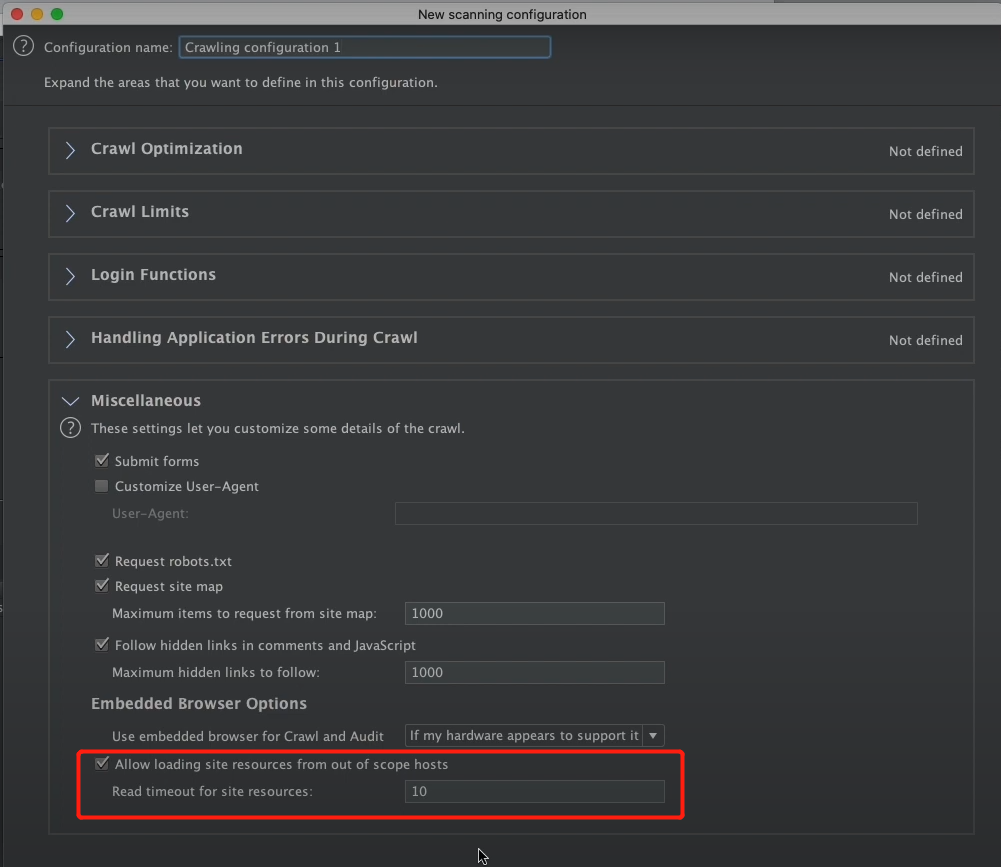 New scanning configuration
? Configuration name: Crawling configuration 1
Expand the areas that you want to define in this configuration.
Crawl Optimization Not defined
Crawl Limits Not defined
Login Functions Not defined
Handling Application Errors During Crawl Not defined
Miscellaneous
? These settings let you customize some details of the crawl.
Submit forms
Customize User-Agent
User-Agent:
Request robots.txt
Request site map
Maximum items to request from site map: 1000
Follow hidden links in comments and JavaScript
Maximum hidden links to follow: 1000
Embedded Browser Options
Use embedded browser for Crawl and Audit If my hardware appears to support it
Allow loading site resources from out of scope hosts
Read timeout for site resources: 10